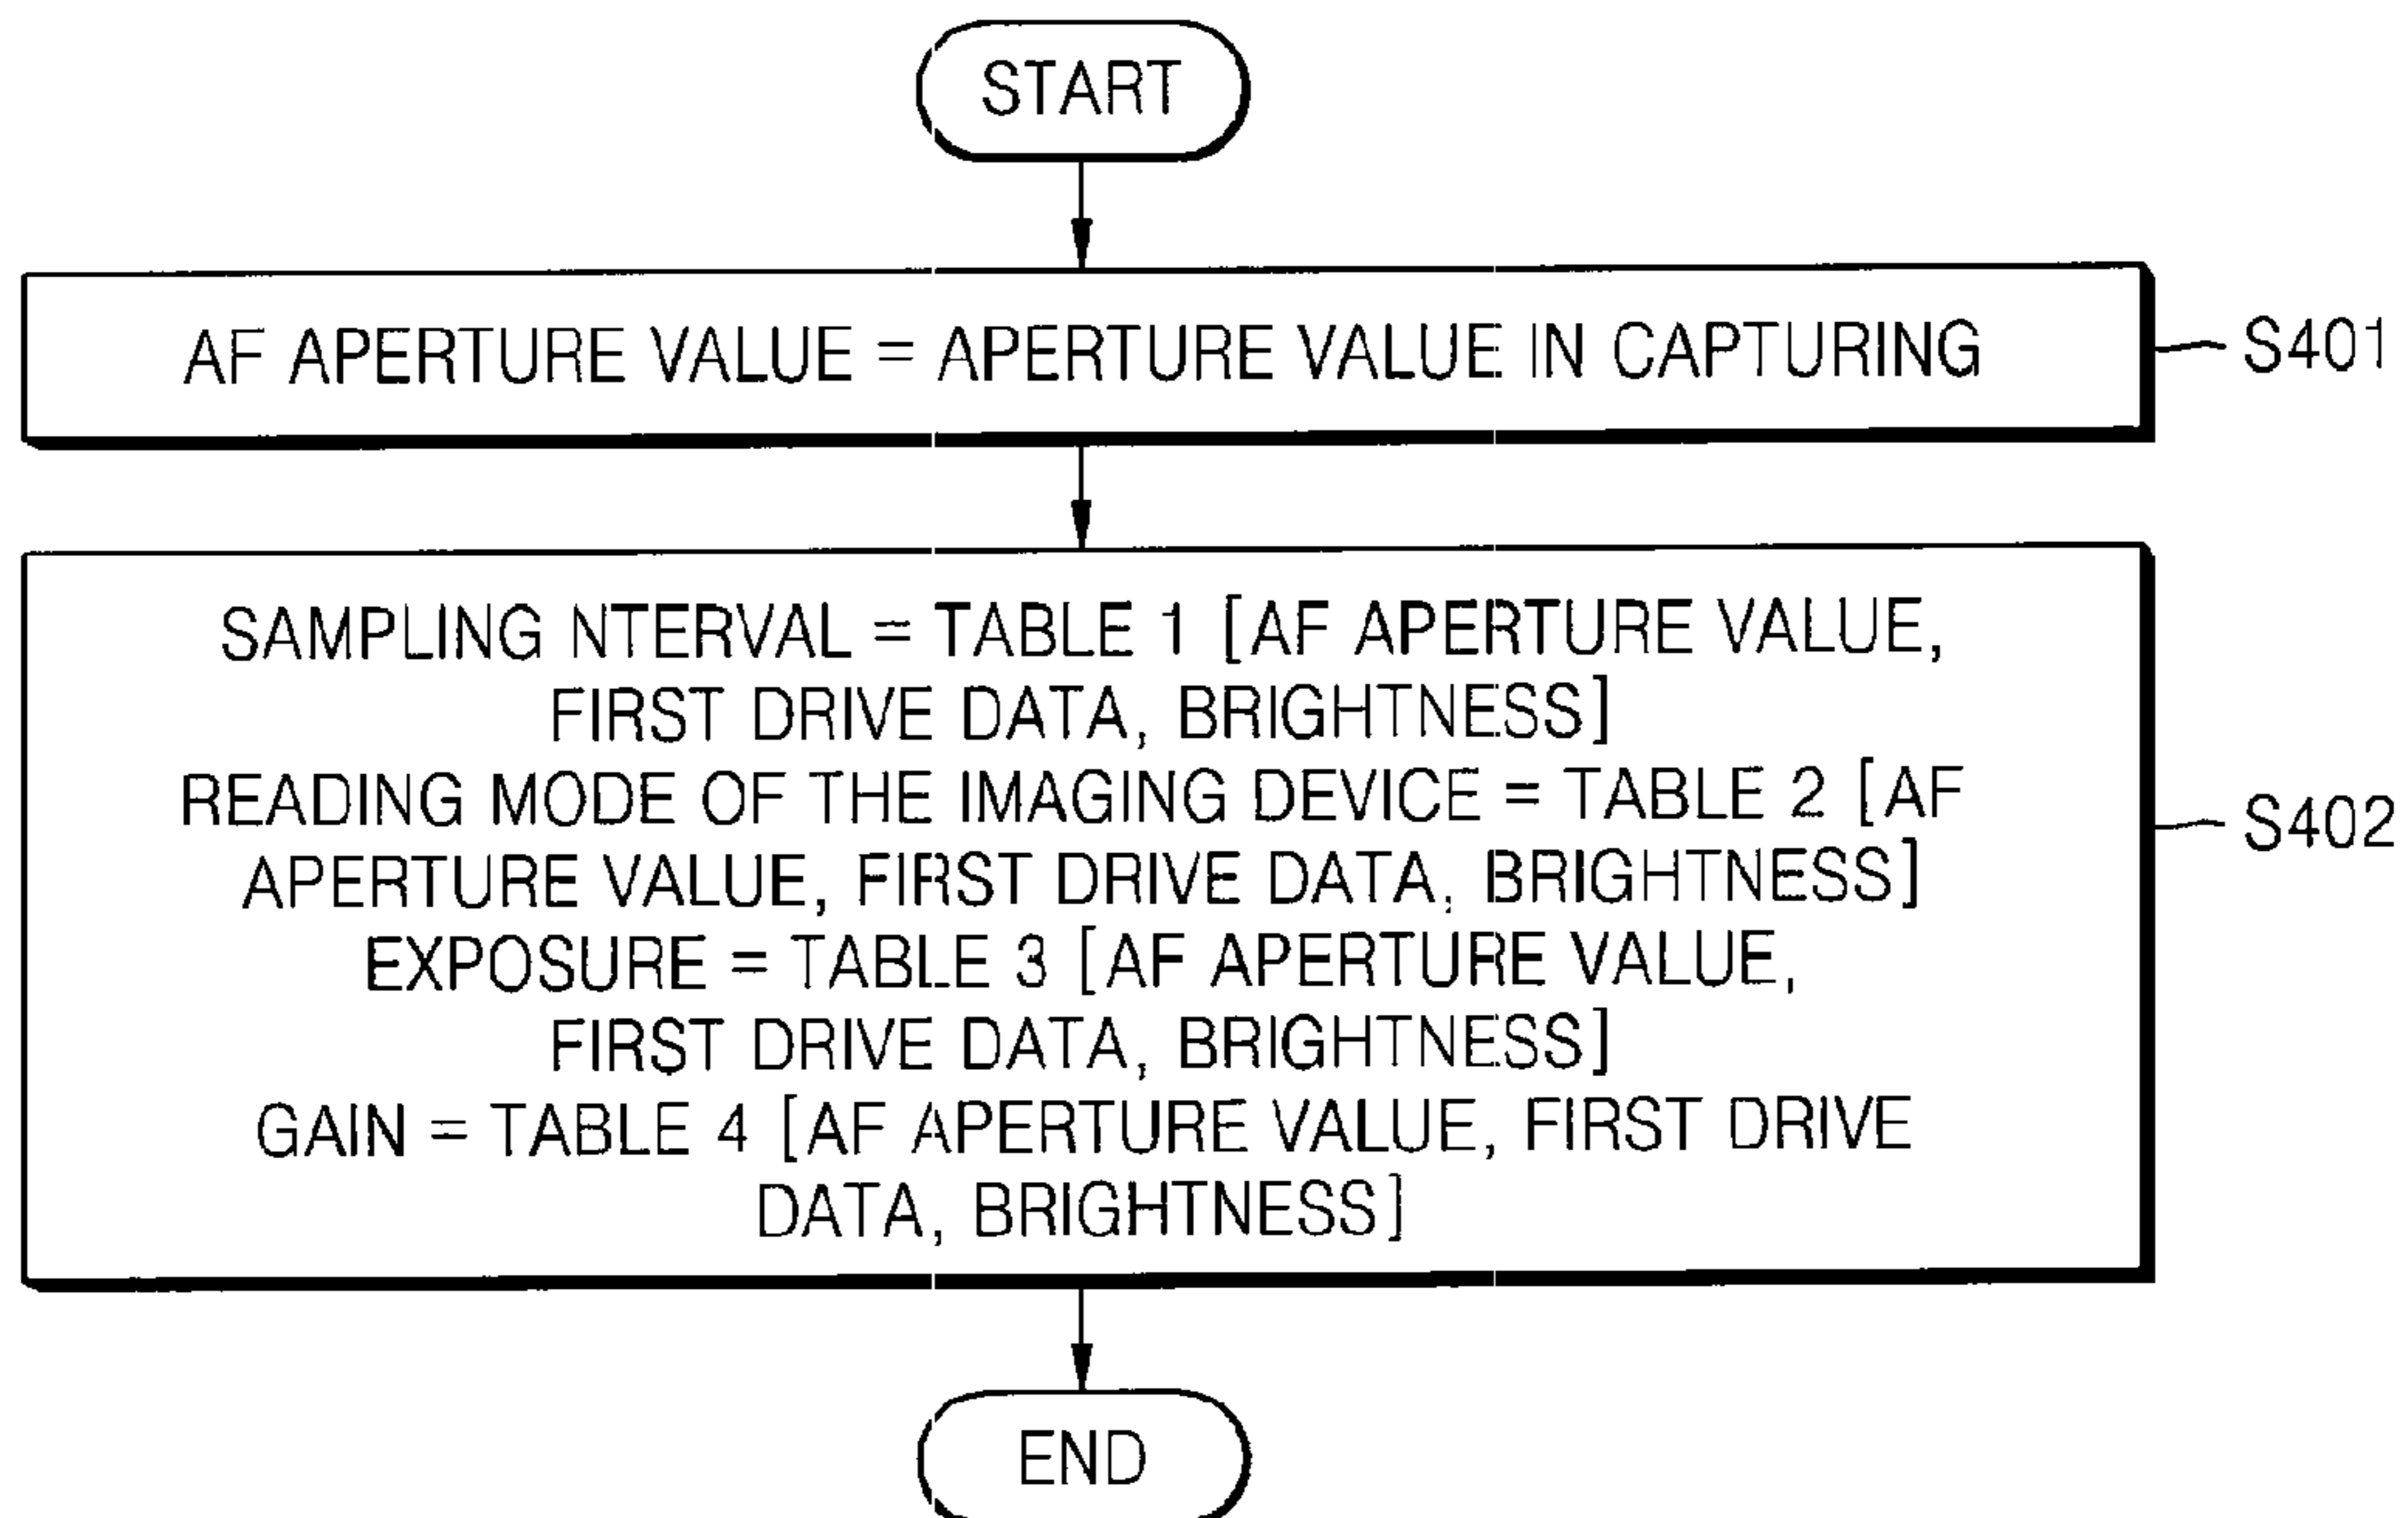 START
AF APERTURE VALUE = APERTURE VALUE IN CAPTURING
S401
SAMPLING NTERVAL = TABLE 1 [AF APERTURE VALUE,
FIRST DRIVE DATA, BRIGHTNESS]
READING MODE OF THE IMAGING DEVICE = TABLE 2 [AF
APERTURE VALUE, FIRST DRIVE DATA, BRIGHTNESS]
EXPOSURE = TABLE 3 [AF APERTURE VALUE,
FIRST DRIVE DATA, BRIGHTNESS]
GAIN = TABLE 4 [AF APERTURE VALUE, FIRST DRIVE
DATA, BRIGHTNESS]
S402
END